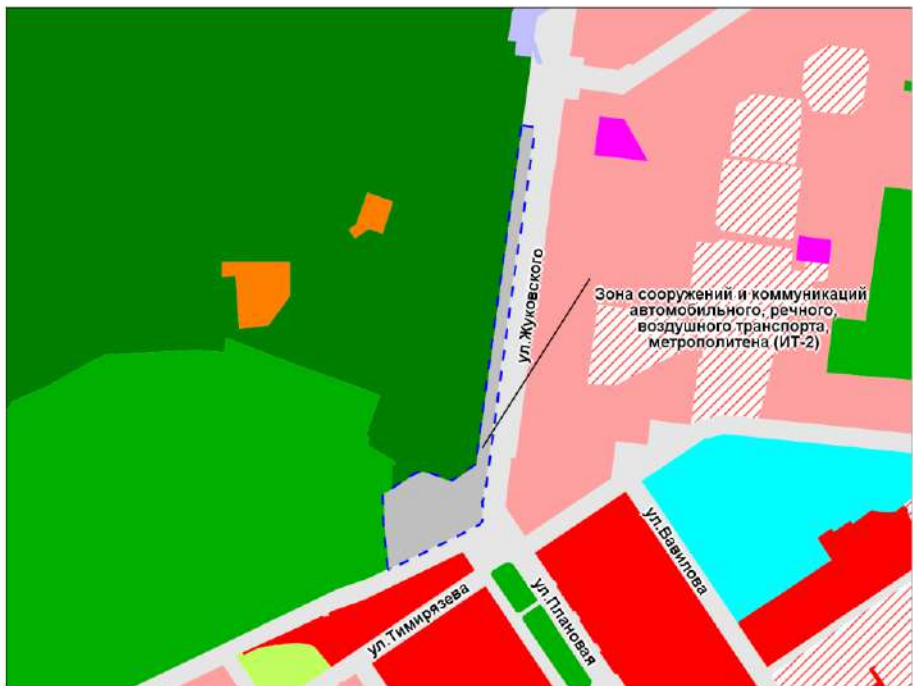 ул.Жуковского
Зона сооружений и коммуникаций
автомобильного, речного,
воздушного транспорта,
метрополитена (ИТ-2)
ул.Вавилова
ул.Тимирязева
ул.Плановая